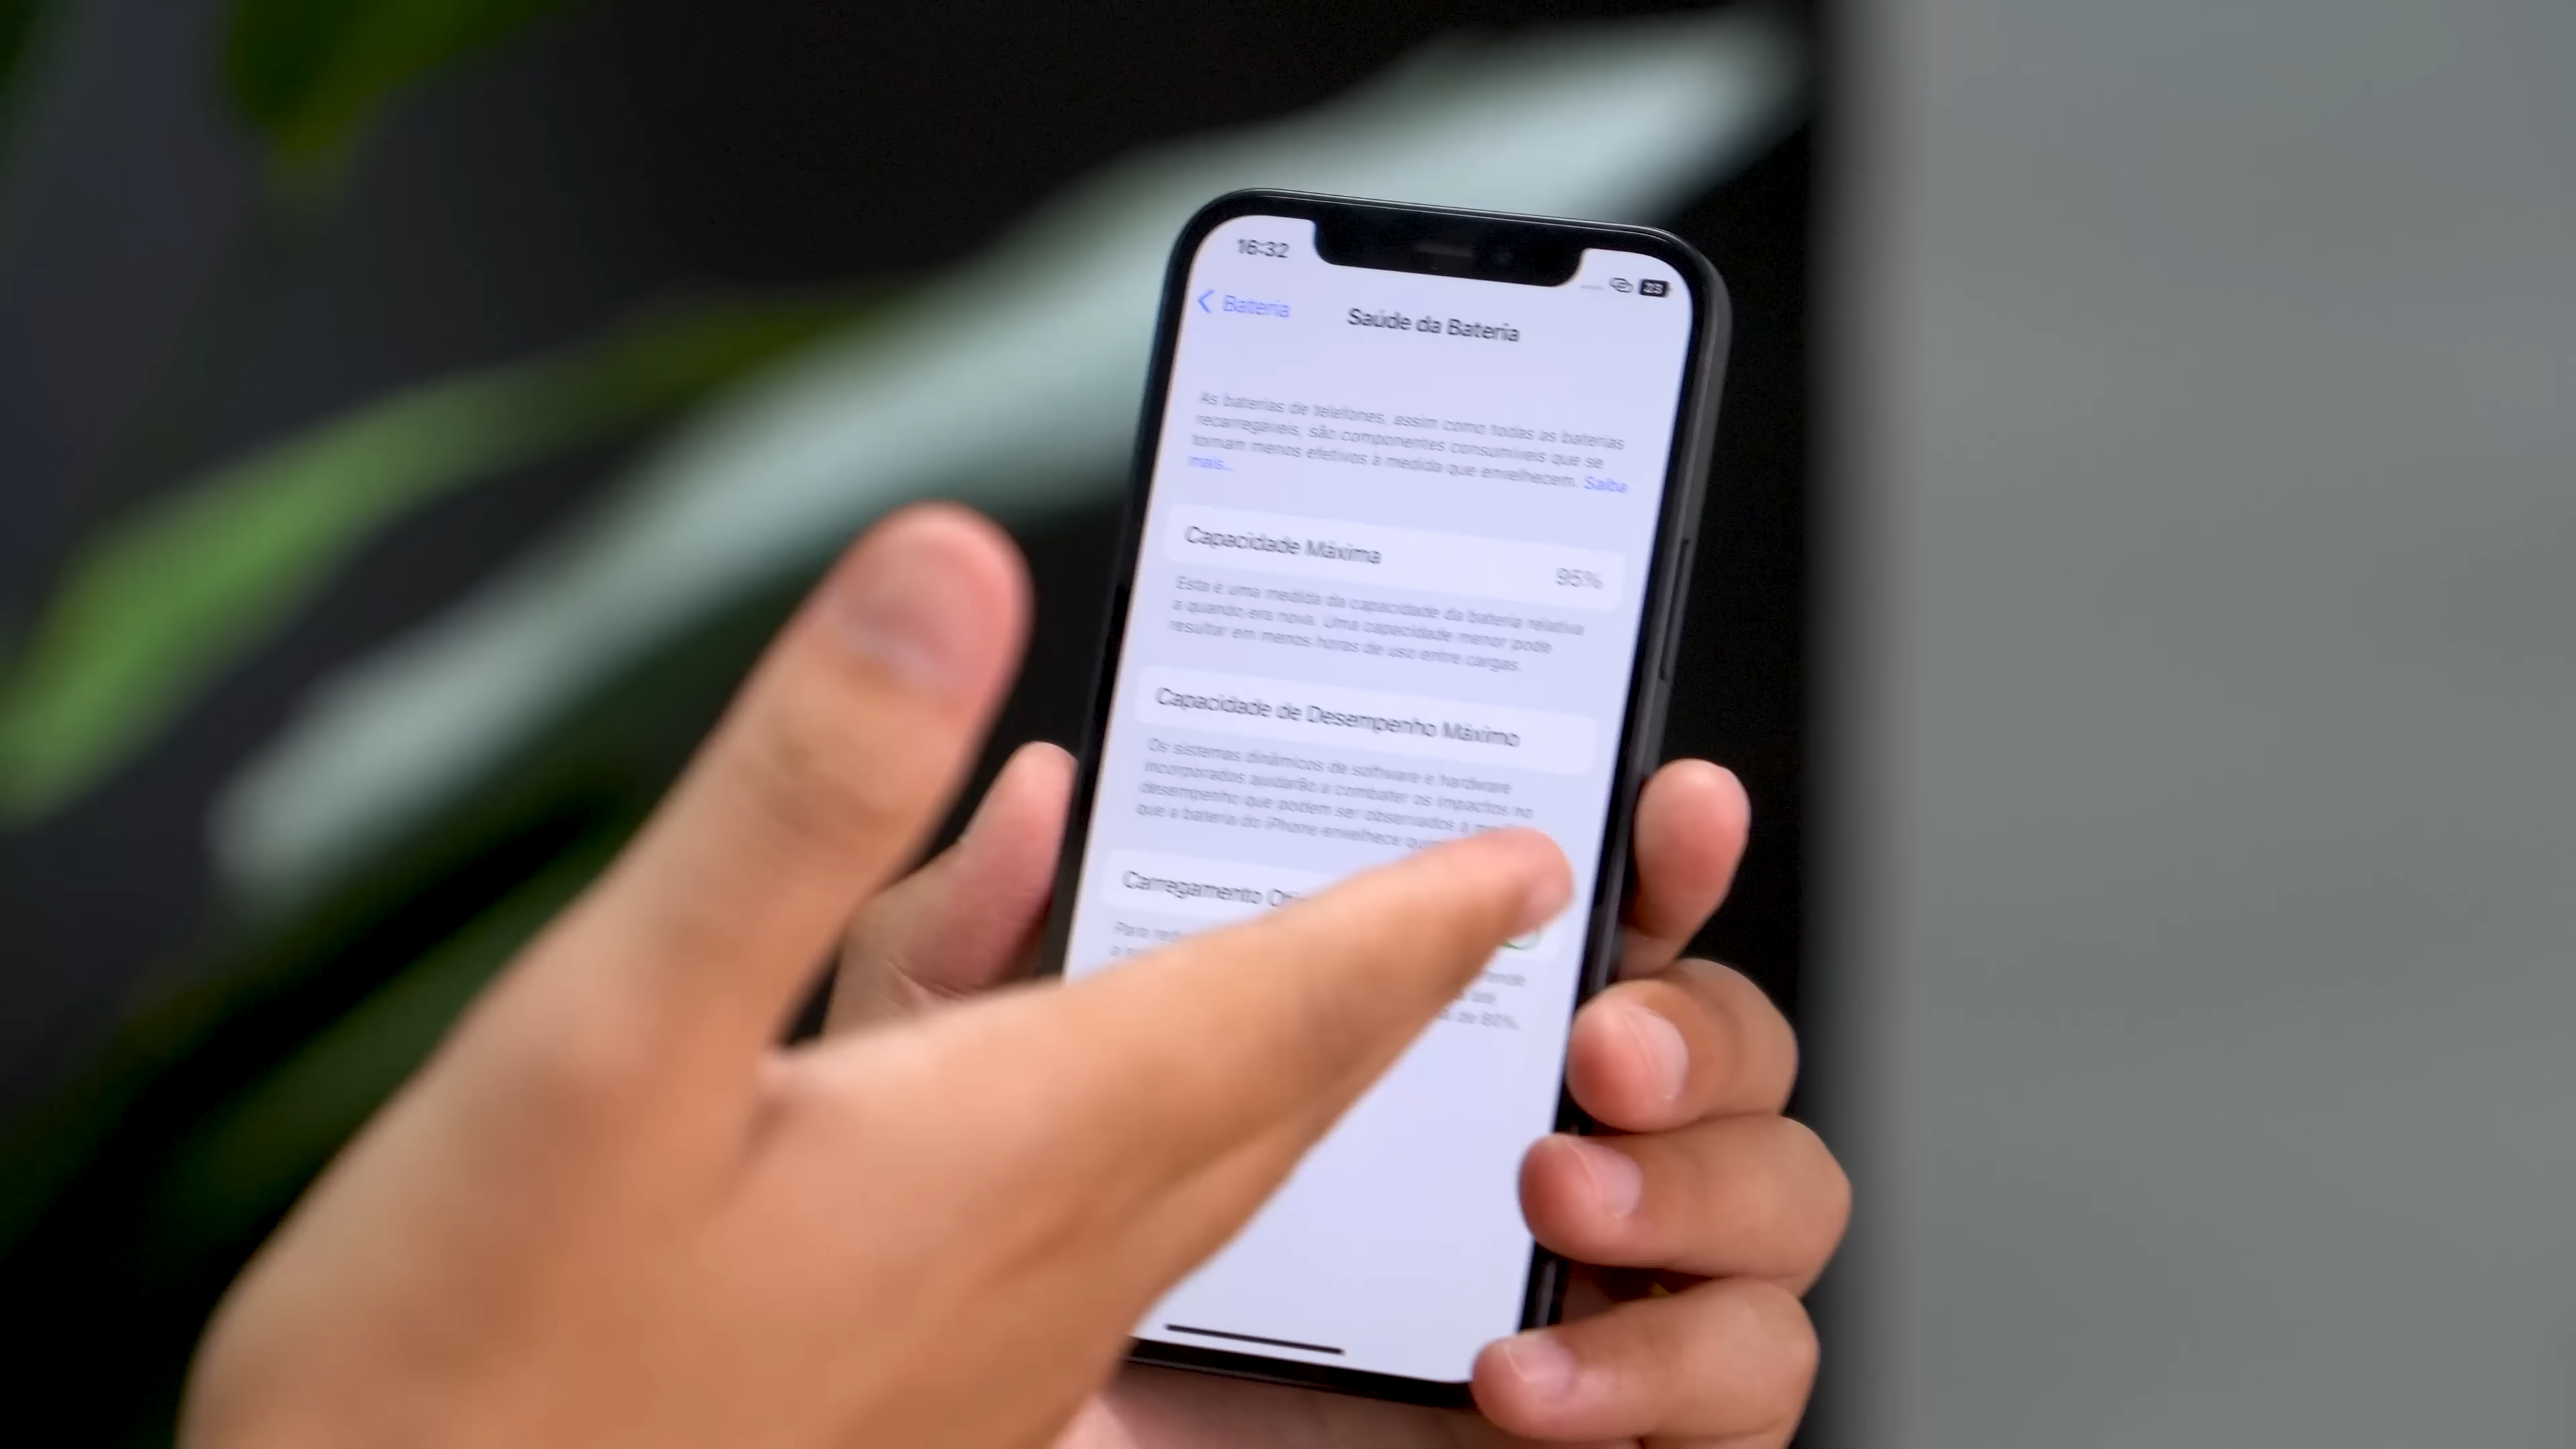 16:32
23
Bateria
Saúde da Bateria
As baterias de telefones, assim como todas as baterias
recarregáveis, são componentes consumíveis que se
tornam menos efetivos à medida que envelhecem. Saiba
mais...
Capacidade Máxima
95%
Esta é uma medida da capacidade da bateria relativa
a quando era nova. Uma capacidade menor pode
resultar em menos horas de uso entre cargas.
Capacidade de Desempenho Máximo
Os sistemas dinâmicos de software e hardware
incorporados ajudarão a combater os impactos no
desempenho que podem ser observados à
que a bateria do iPhone envelhece
Carregamento
Para
de 80%.